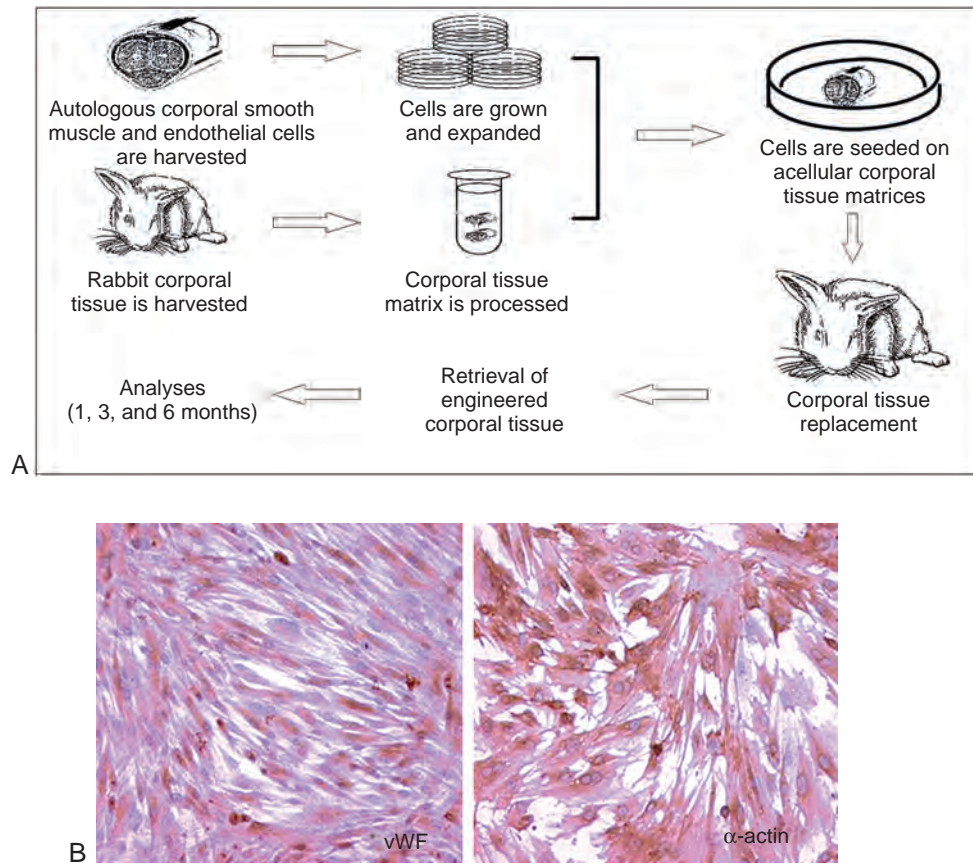 Autologous corporal smooth
muscle and endothelial cells
are harvested
Cells are grown
and expanded
Cells are seeded on
acellular corporal
tissue matrices
Rabbit corporal
tissue is harvested
Corporal tissue
matrix is processed
Corporal tissue
replacement
Retrieval of
engineered
corporal tissue
Analyses
(1, 3, and 6 months)
A
vWF
α-actin
B